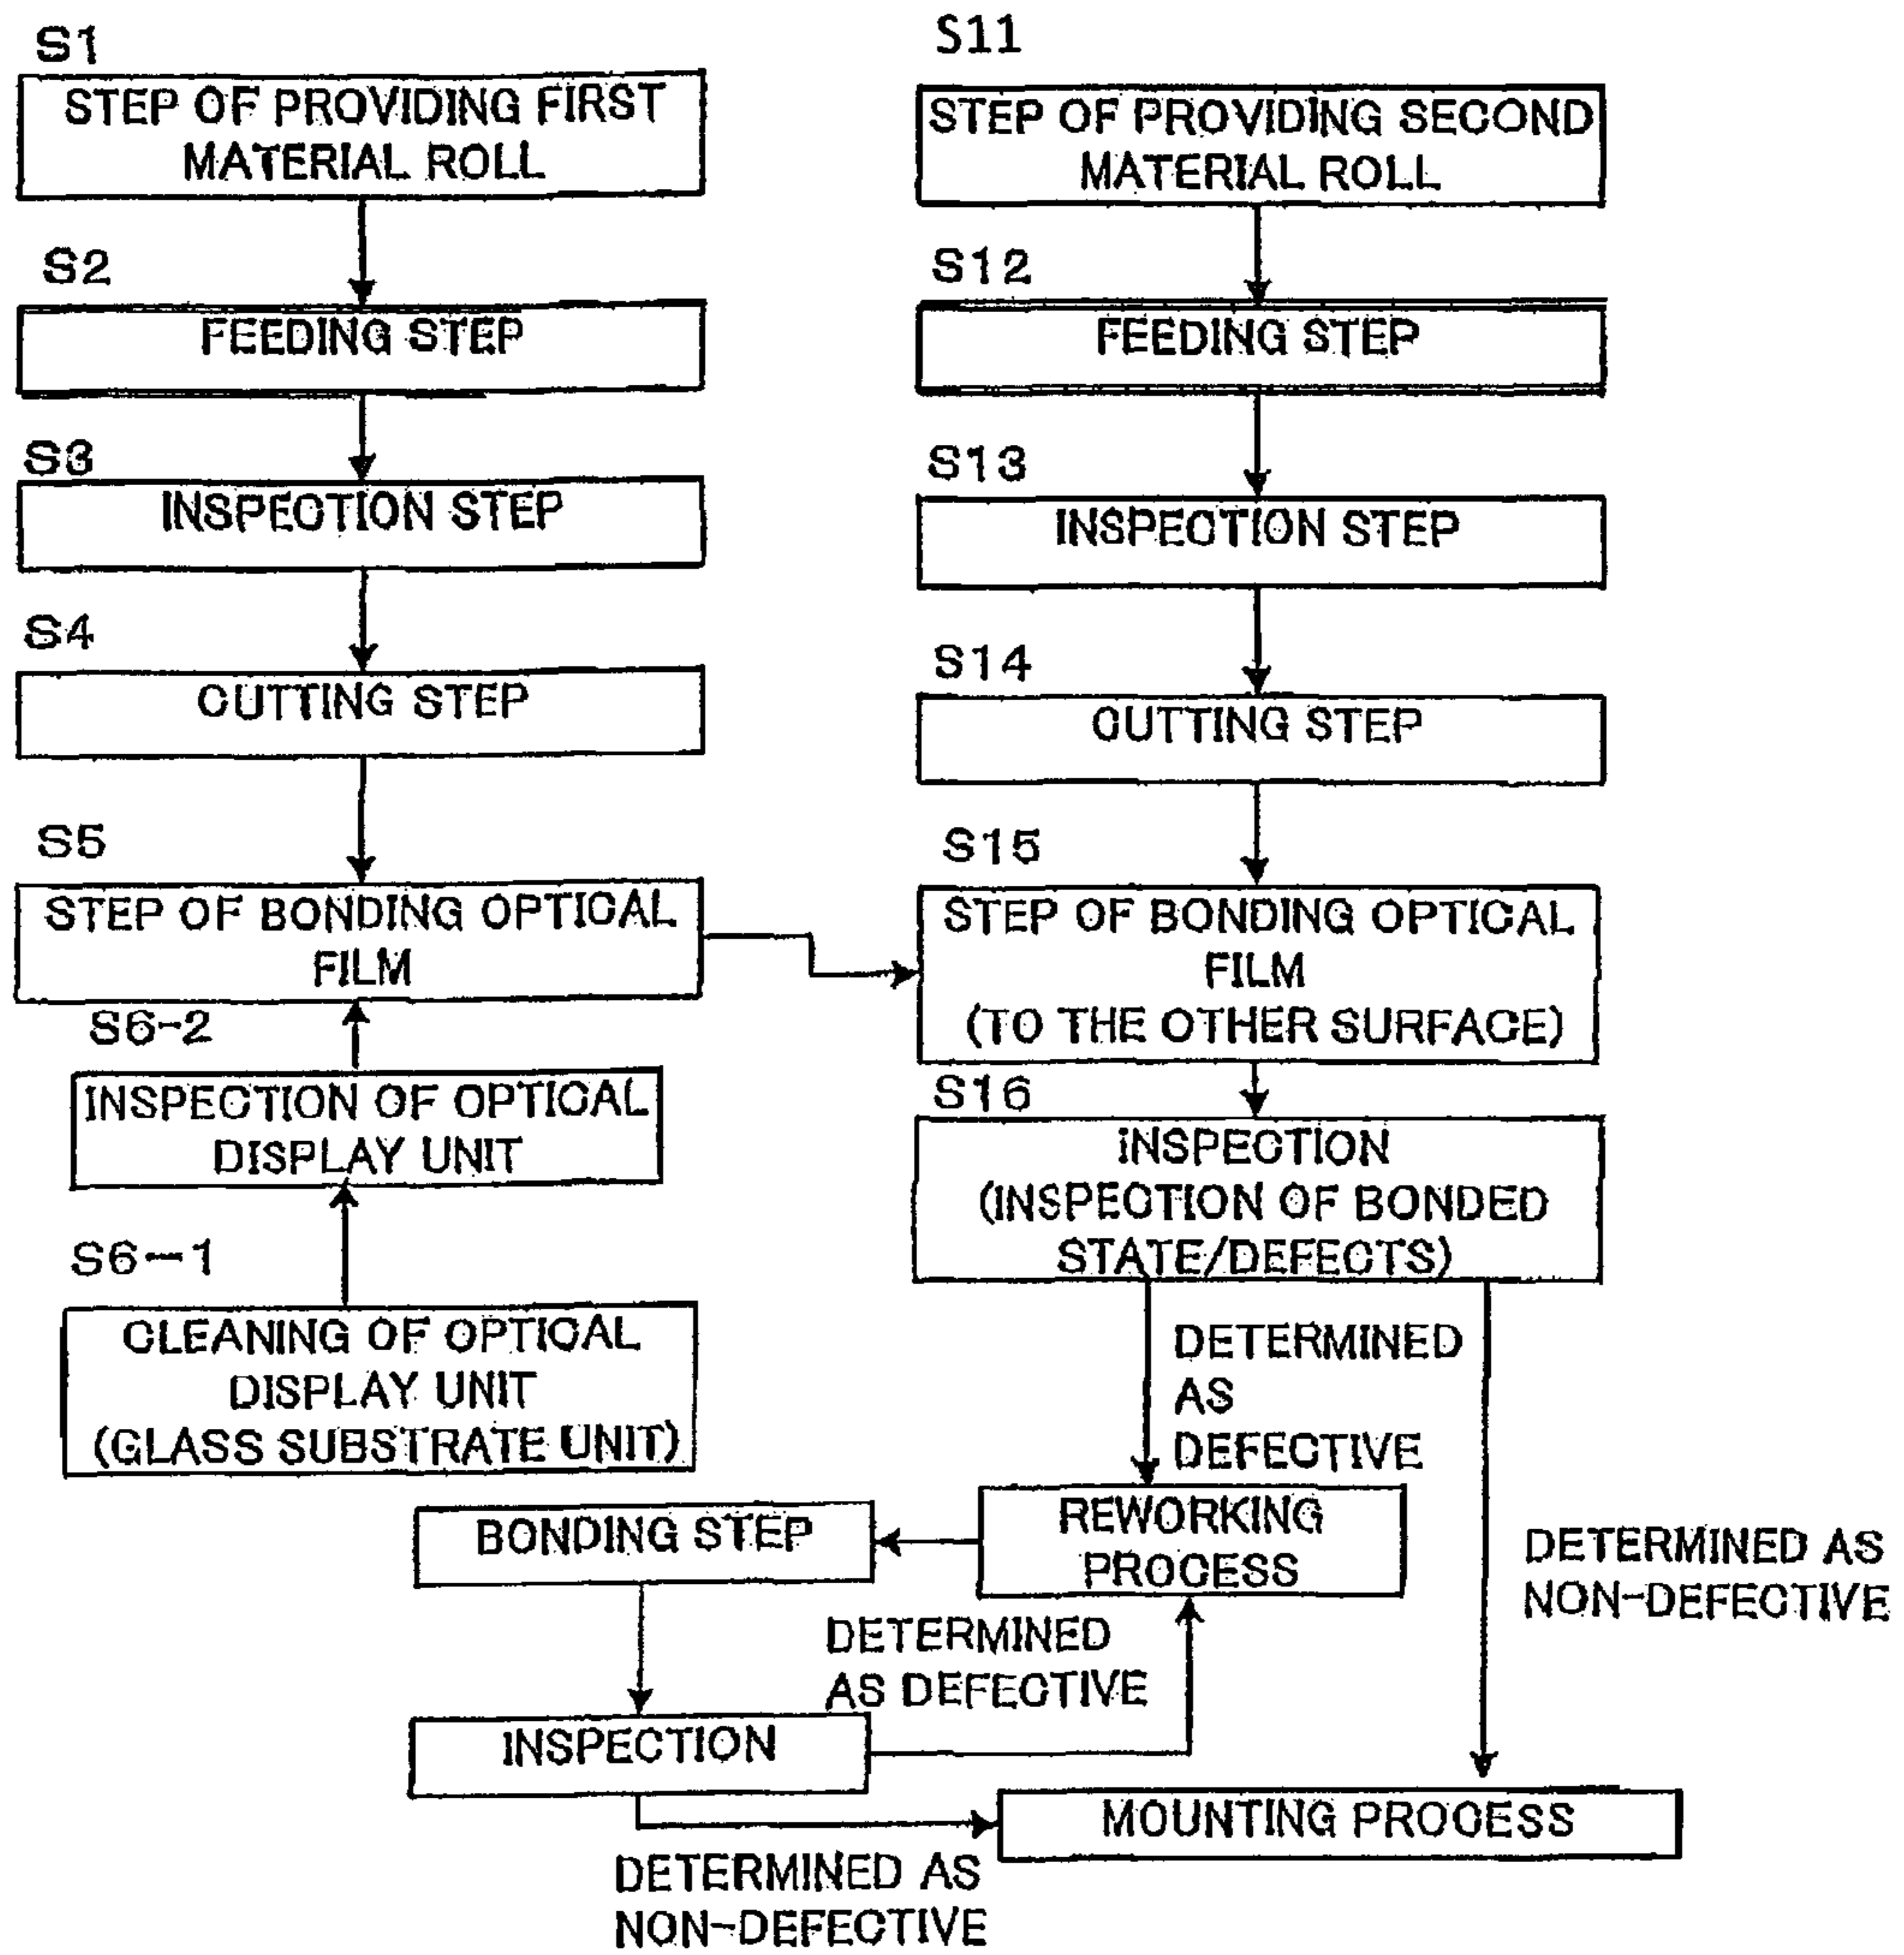 S1
STEP OF PROVIDING FIRST
MATERIAL ROLL
S2
FEEDING STEP
S3
INSPECTION STEP
S4
CUTTING STEP
S5
STEP OF BONDING OPTICAL
FILM
S6-2
INSPECTION OF OPTICAL
DISPLAY UNIT
S6-1
CLEANING OF OPTICAL
DISPLAY UNIT
(GLASS SUBSTRATE UNIT)
S11
STEP OF PROVIDING SECOND
MATERIAL ROLL
S12
FEEDING STEP
S13
INSPECTION STEP
S14
CUTTING STEP
S15
STEP OF BONDING OPTICAL
FILM
(TO THE OTHER SURFACE)
S16
INSPECTION
(INSPECTION OF BONDED
STATE/DEFECTS)
DETERMINED
AS
DEFECTIVE
REWORKING
PROCESS
DETERMINED AS
NON-DEFECTIVE
BONDING STEP
DETERMINED
AS DEFECTIVE
INSPECTION
MOUNTING PROCESS
DETERMINED AS
NON-DEFECTIVE